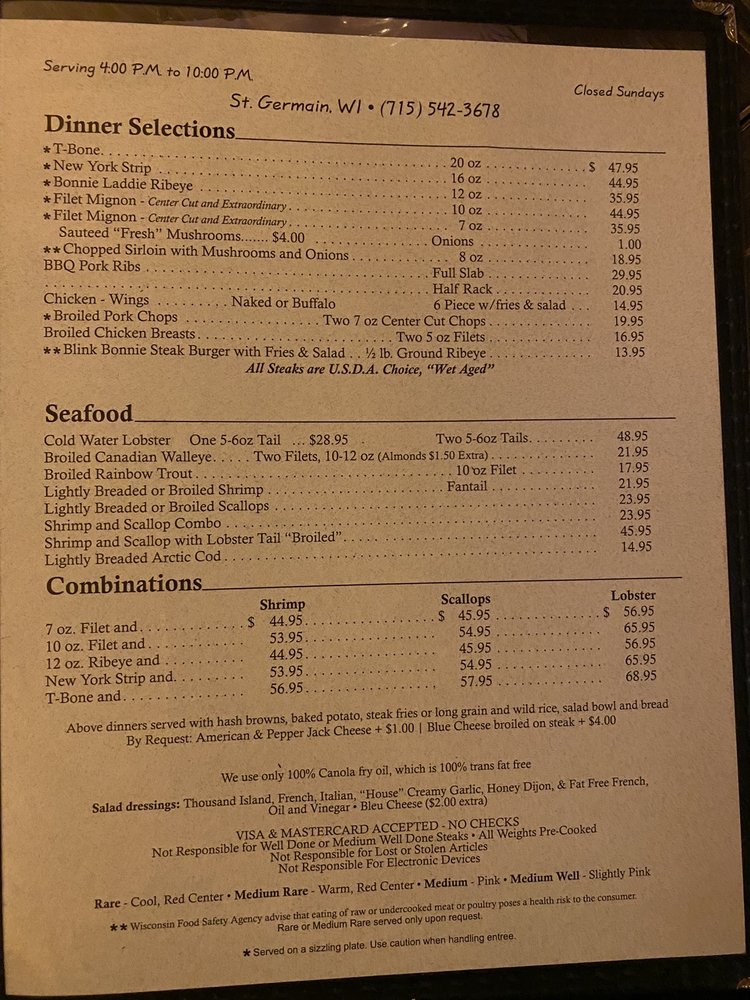 Serving 4:00 P.M. to 10:00 P.M.
Closed Sundays
St. Germain, WI • (715) 542-3678
Dinner Selections
*T-Bone 20 oz $ 47.95
*New York Strip 16 oz 44.95
*Bonnie Laddie Ribeye 12 oz 35.95
*Filet Mignon - Center Cut and Extraordinary 10 oz 44.95
*Filet Mignon - Center Cut and Extraordinary 7 oz 35.95
Sauteed "Fresh" Mushrooms....... $4.00 Onions 1.00
**Chopped Sirloin with Mushrooms and Onions 8 oz 18.95
BBQ Pork Ribs Full Slab 29.95
Half Rack 20.95
Chicken - Wings Naked or Buffalo 6 Piece w/fries & salad 14.95
*Broiled Pork Chops Two 7 oz Center Cut Chops 19.95
Broiled Chicken Breasts Two 5 oz Filets 16.95
**Blink Bonnie Steak Burger with Fries & Salad . . ½ lb. Ground Ribeye 13.95
All Steaks are U.S.D.A. Choice, "Wet Aged"
Seafood
Cold Water Lobster One 5-6oz Tail ... $28.95 Two 5-6oz Tails 48.95
Broiled Canadian Walleye Two Filets, 10-12 oz (Almonds $1.50 Extra) 21.95
Broiled Rainbow Trout 10 oz Filet 17.95
Lightly Breaded or Broiled Shrimp Fantail 21.95
Lightly Breaded or Broiled Scallops 23.95
Shrimp and Scallop Combo 23.95
Shrimp and Scallop with Lobster Tail "Broiled" 45.95
Lightly Breaded Arctic Cod 14.95
Combinations
Shrimp Scallops Lobster
7 oz. Filet and $ 44.95 $ 45.95 $ 56.95
10 oz. Filet and 53.95 54.95 65.95
12 oz. Ribeye and 44.95 45.95 56.95
New York Strip and 53.95 54.95 65.95
T-Bone and 56.95 57.95 68.95
Above dinners served with hash browns, baked potato, steak fries or long grain and wild rice, salad bowl and bread
By Request: American & Pepper Jack Cheese + $1.00 | Blue Cheese broiled on steak + $4.00
We use only 100% Canola fry oil, which is 100% trans fat free
Salad dressings: Thousand Island, French, Italian, "House" Creamy Garlic, Honey Dijon, & Fat Free French,
Oil and Vinegar • Bleu Cheese ($2.00 extra)
VISA & MASTERCARD ACCEPTED - NO CHECKS
Not Responsible for Well Done or Medium Well Done Steaks • All Weights Pre-Cooked
Not Responsible for Lost or Stolen Articles
Not Responsible For Electronic Devices
Rare - Cool, Red Center • Medium Rare - Warm, Red Center • Medium - Pink • Medium Well - Slightly Pink
** Wisconsin Food Safety Agency advise that eating of raw or undercooked meat or poultry poses a health risk to the consumer.
Rare or Medium Rare served only upon request.
* Served on a sizzling plate. Use caution when handling entree.